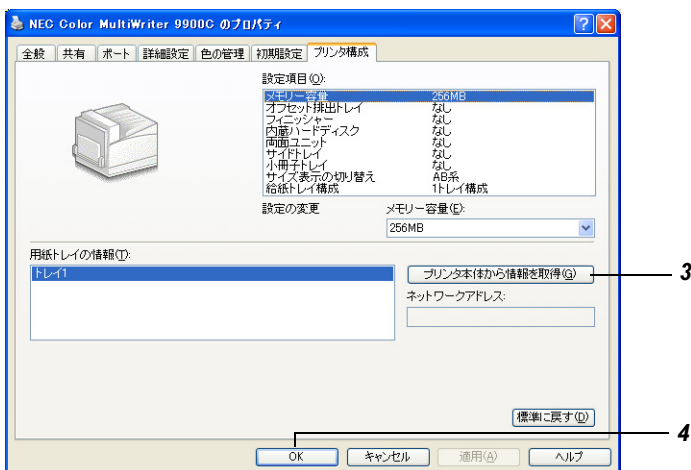 NEC Color MultiWriter 9900C のプロパティ
全般 共有 ポート 詳細設定 色の管理 初期設定 プリンタ構成
設定項目(O):
メモリー容量 256MB
オフセット排出トレイ なし
フィニッシャー なし
内蔵ハードディスク なし
両面ユニット なし
サイドトレイ なし
小冊子トレイ なし
サイズ表示の切り替え AB系
給紙トレイ構成 1トレイ構成
設定の変更 メモリー容量(E):
256MB
用紙トレイの情報(T):
トレイ1
プリンタ本体から情報を取得(G) 3
ネットワークアドレス:
標準に戻す(D)
4
OK キャンセル 適用(A) ヘルプ